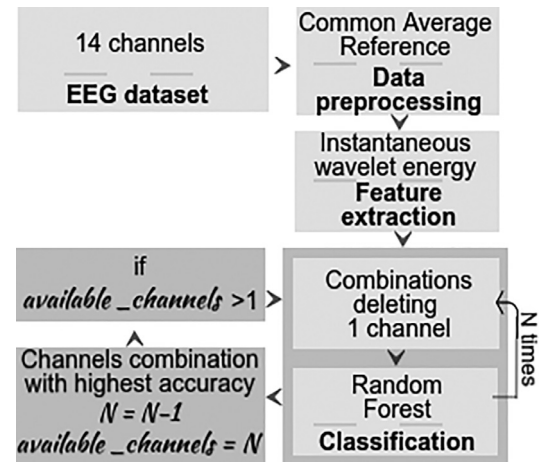 14 channels
EEG dataset
Common Average
Reference
Data
preprocessing
Instantaneous
wavelet energy
Feature
extraction
if
available_channels >1
Combinations
deleting
1 channel
N times
Channels combination
with highest accuracy
N = N-1
available_channels = N
Random
Forest
Classification